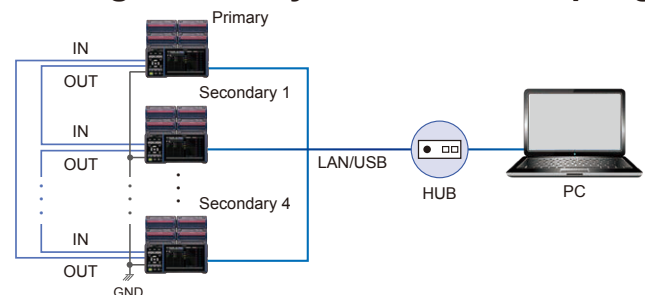 Primary
IN
OUT
Secondary 1
IN
OUT
LAN/USB
HUB
PC
Secondary 4
IN
OUT
GND